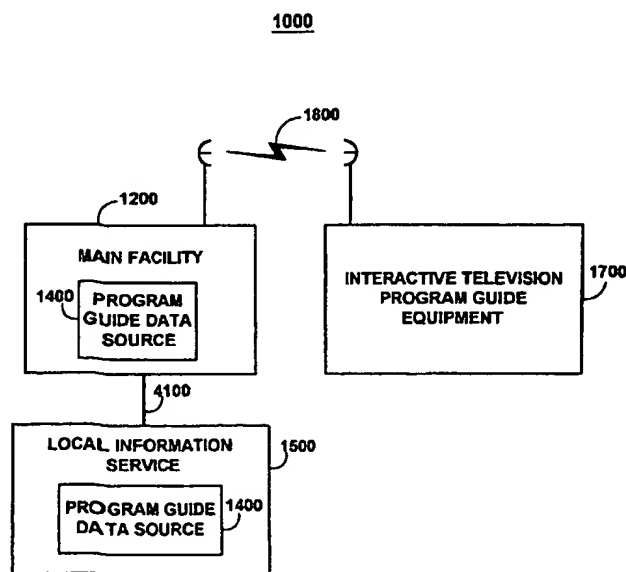 1000
1800
1200
MAIN FACILITY
1400
PROGRAM
GUIDE DATA
SOURCE
INTERACTIVE TELEVISION
PROGRAM GUIDE
EQUIPMENT
1700
4100
LOCAL INFORMATION
SERVICE
1500
PROGRAM GUIDE
DATA SOURCE
1400